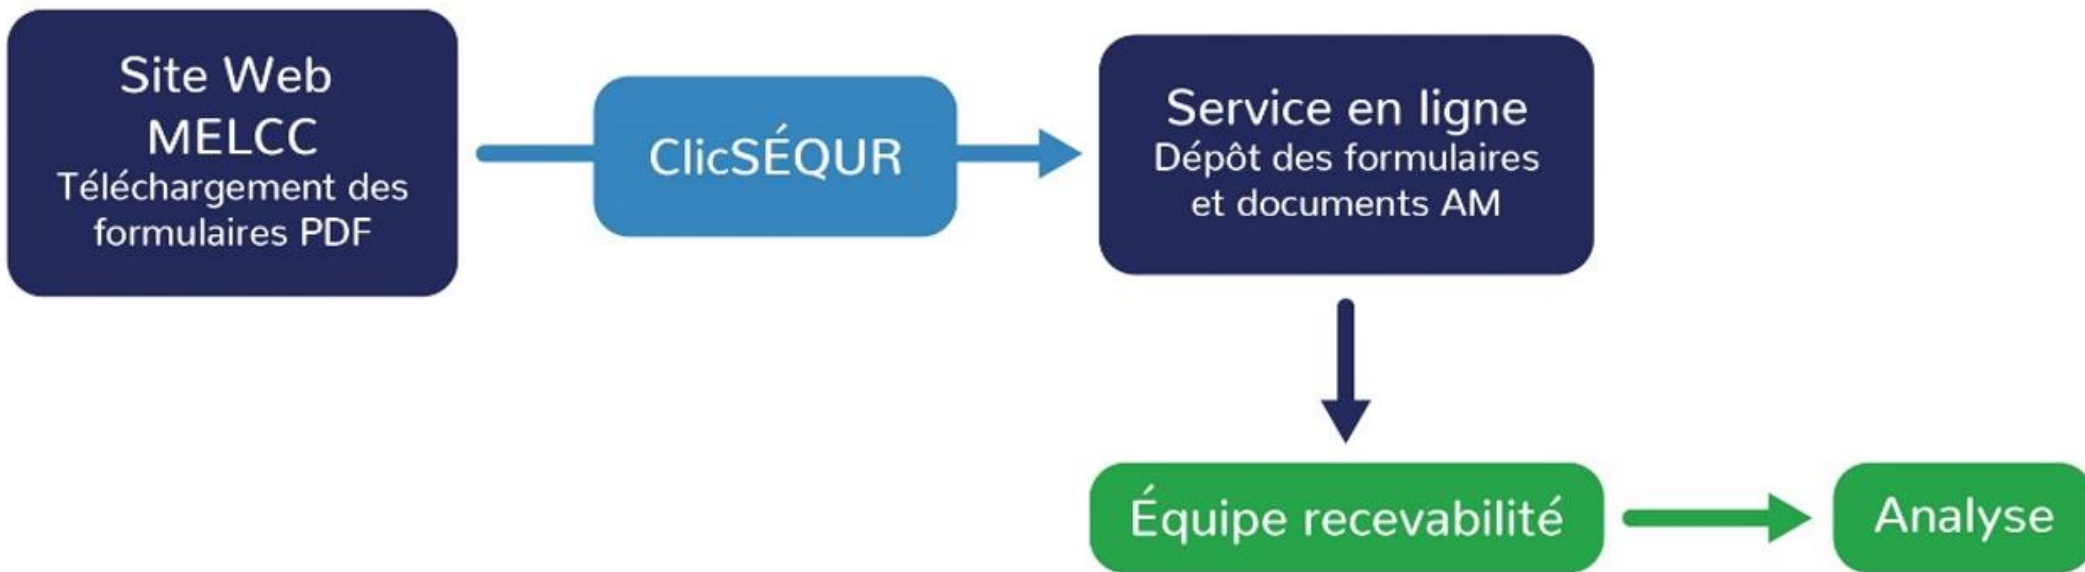 Site Web
MELCC
Téléchargement des
formulaires PDF
ClicSÉQUR
Service en ligne
Dépôt des formulaires
et documents AM
Équipe recevabilité
Analyse